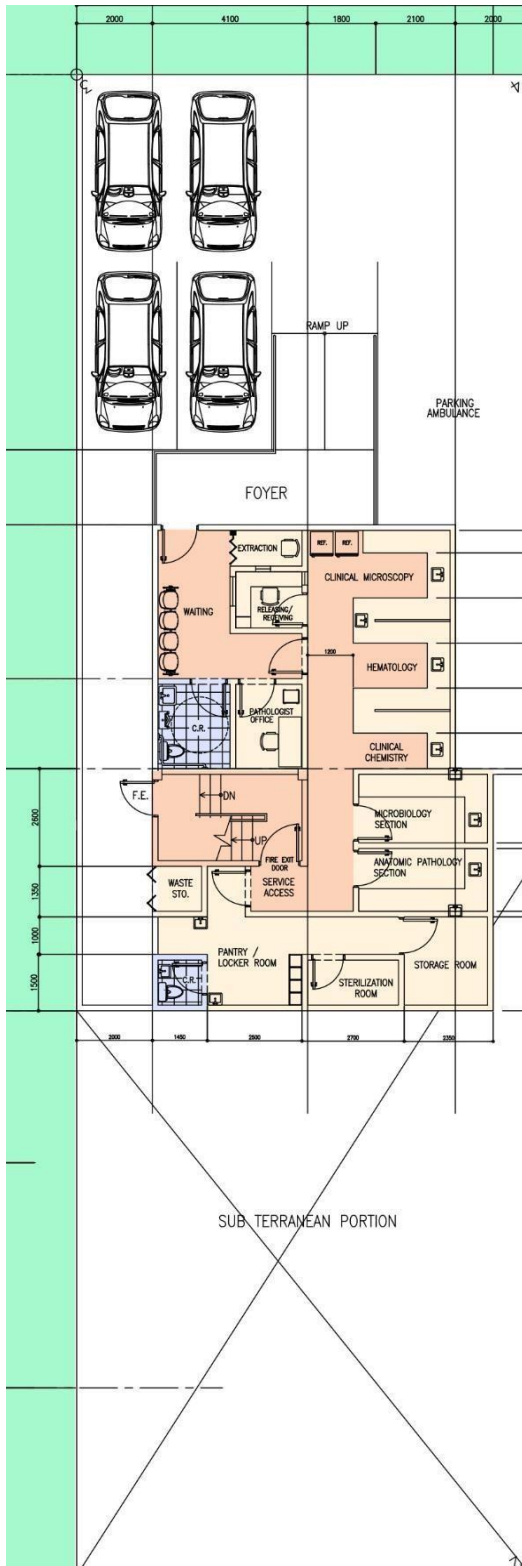 2000 4100 1800 2100 2000
RAMP UP
PARKING
AMBULANCE
FOYER
EXTRACTION
REF. REF.
CLINICAL MICROSCOPY
WAITING
RELEASING/
RECEIVING
1200
HEMATOLOGY
PATHOLOGIST
OFFICE
C.R.
CLINICAL
CHEMISTRY
F.E.
DN
UP
MICROBIOLOGY
SECTION
FIRE EXIT
DOOR
SERVICE
ACCESS
ANATOMIC PATHOLOGY
SECTION
WASTE
STO.
2600
1350
1000
1500
PANTRY /
LOCKER ROOM
STORAGE ROOM
C.R.
STERILIZATION
ROOM
2000 1450 2500 2700 2350
SUB TERRANEAN PORTION